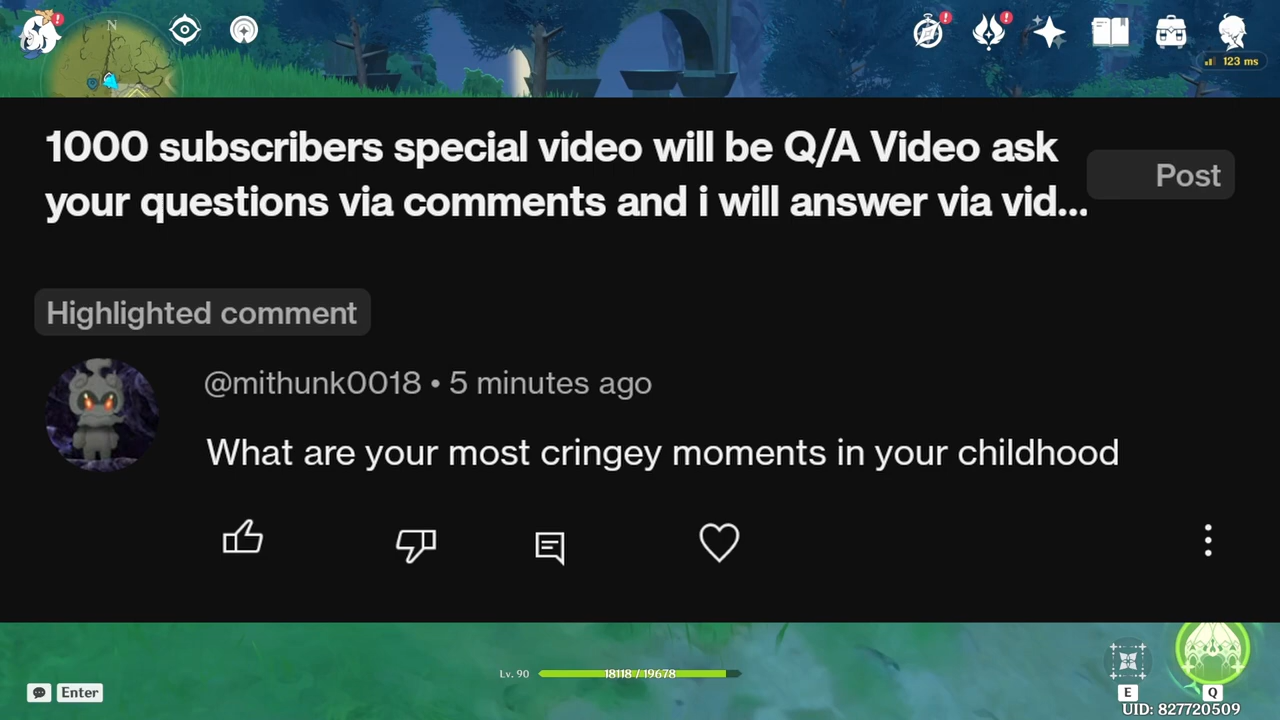 N
123 ms
1000 subscribers special video will be Q/A Video ask
your questions via comments and i will answer via vid...
Post
Highlighted comment
@mithunk0018 • 5 minutes ago
What are your most cringey moments in your childhood
Lv. 90
18118 / 19678
Enter
E
Q
UID: 827720509